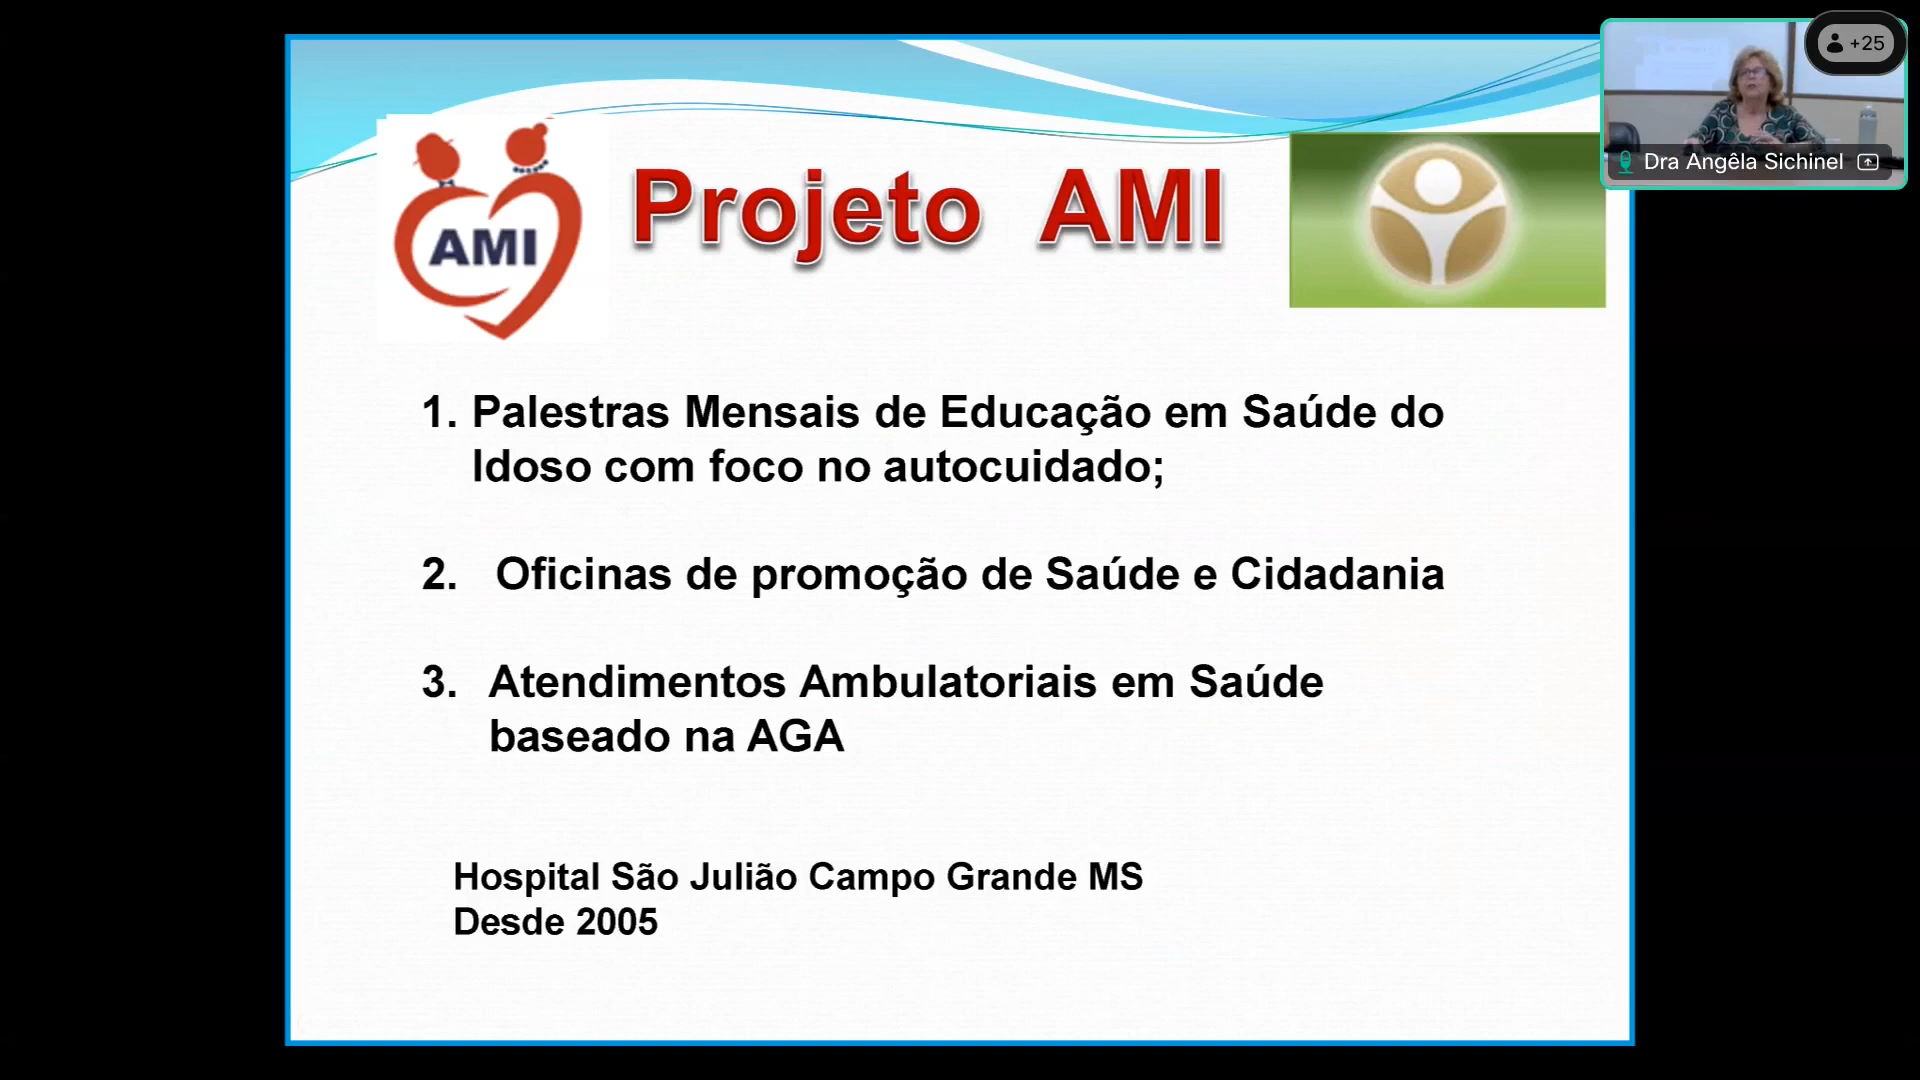 +25
Dra Angêla Sichinel
AMI
Projeto AMI
1. Palestras Mensais de Educação em Saúde do
Idoso com foco no autocuidado;
2. Oficinas de promoção de Saúde e Cidadania
3. Atendimentos Ambulatoriais em Saúde
baseado na AGA
Hospital São Julião Campo Grande MS
Desde 2005